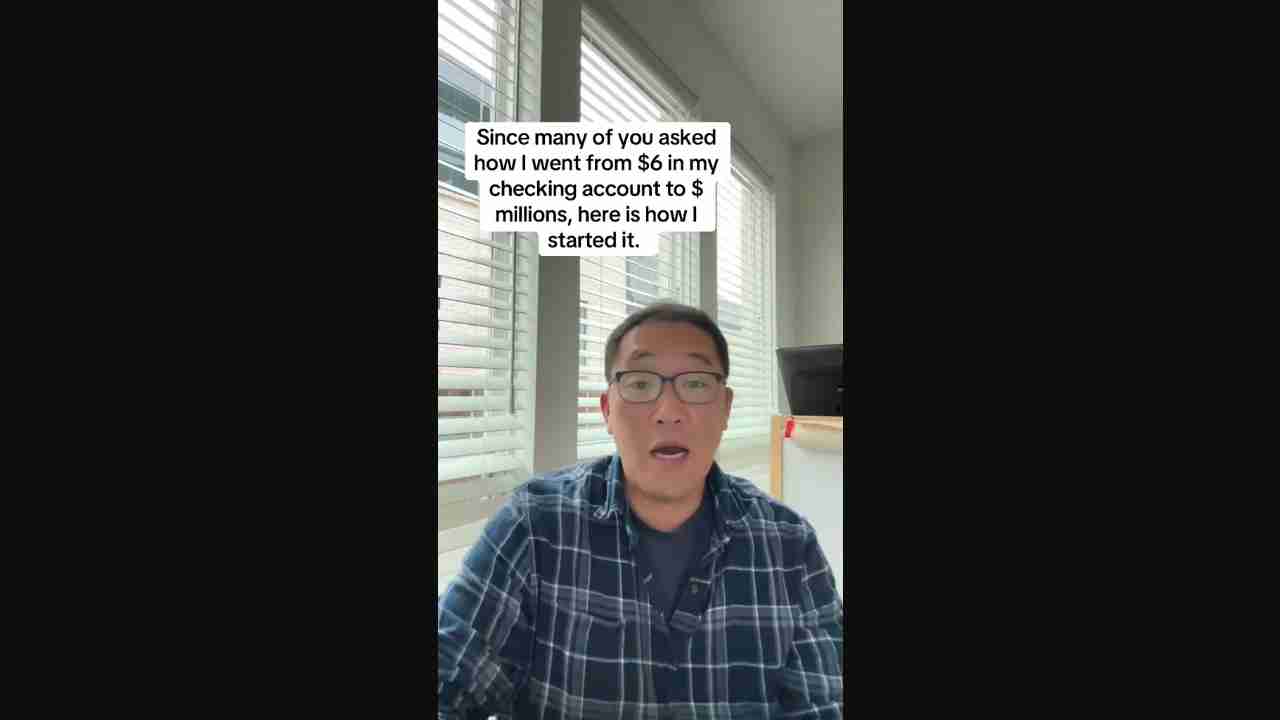 Since many of you asked
how I went from $6 in my
checking account to $
millions, here is how I
started it.